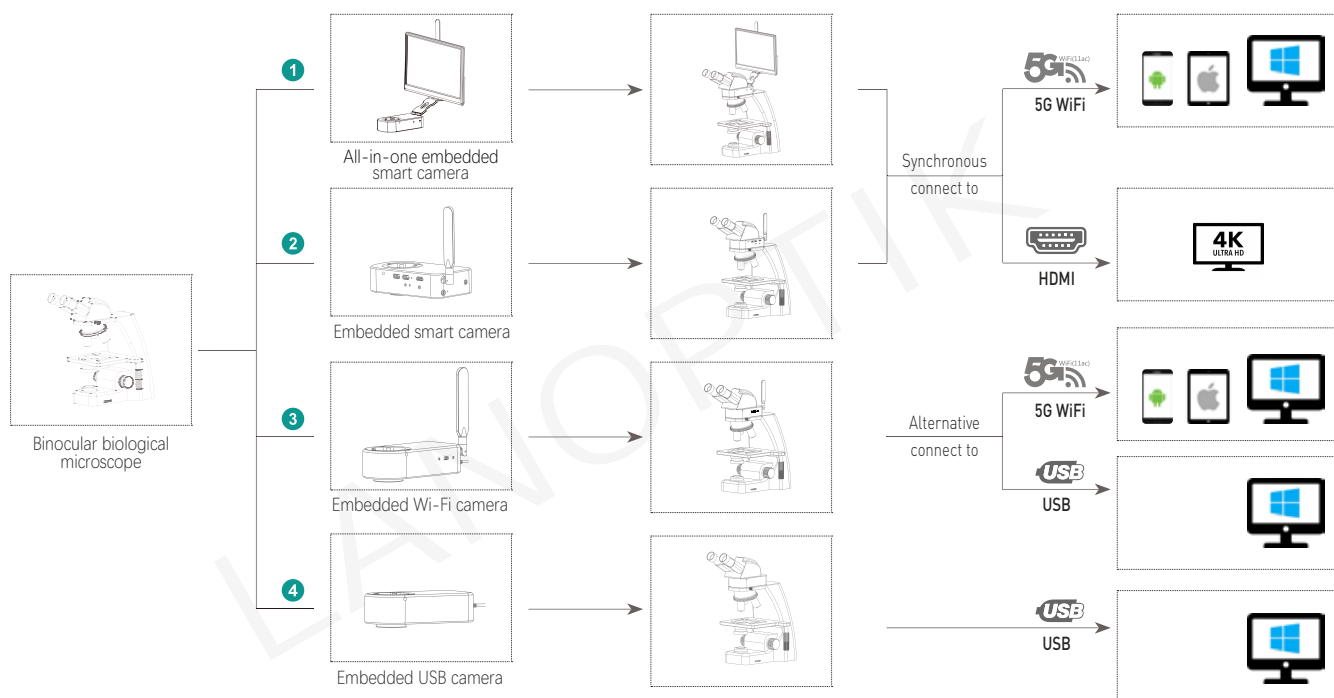 1
All-in-one embedded
smart camera
2
Embedded smart camera
3
Embedded Wi-Fi camera
4
Embedded USB camera
Binocular biological
microscope
Synchronous
connect to
5G WiFi(11ac)
5G WiFi
HDMI
4K
ULTRA HD
Alternative
connect to
5G WiFi(11ac)
5G WiFi
USB
USB
USB
USB
LANOPTIK